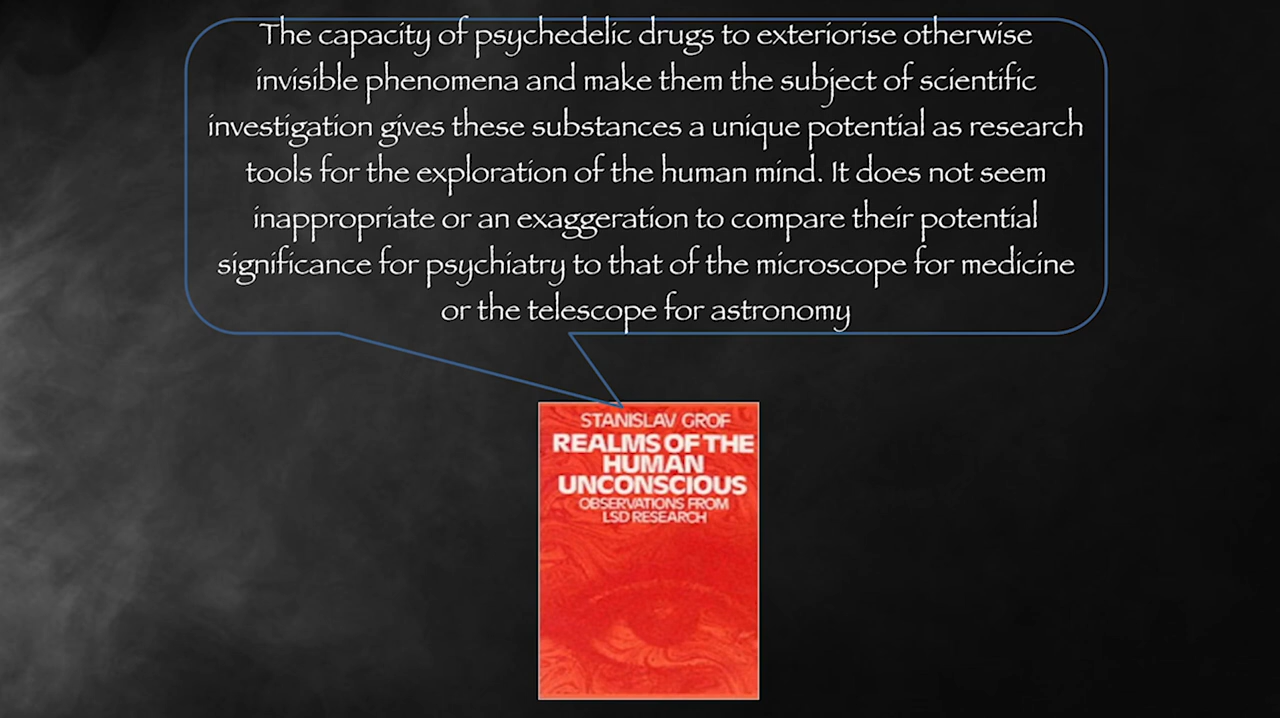 The capacity of psychedelic drugs to exteriorise otherwise
invisible phenomena and make them the subject of scientific
investigation gives these substances a unique potential as research
tools for the exploration of the human mind. It does not seem
inappropriate or an exaggeration to compare their potential
significance for psychiatry to that of the microscope for medicine
or the telescope for astronomy
STANISLAV GROF
REALMS OF THE
HUMAN
UNCONSCIOUS
OBSERVATIONS FROM
LSD RESEARCH